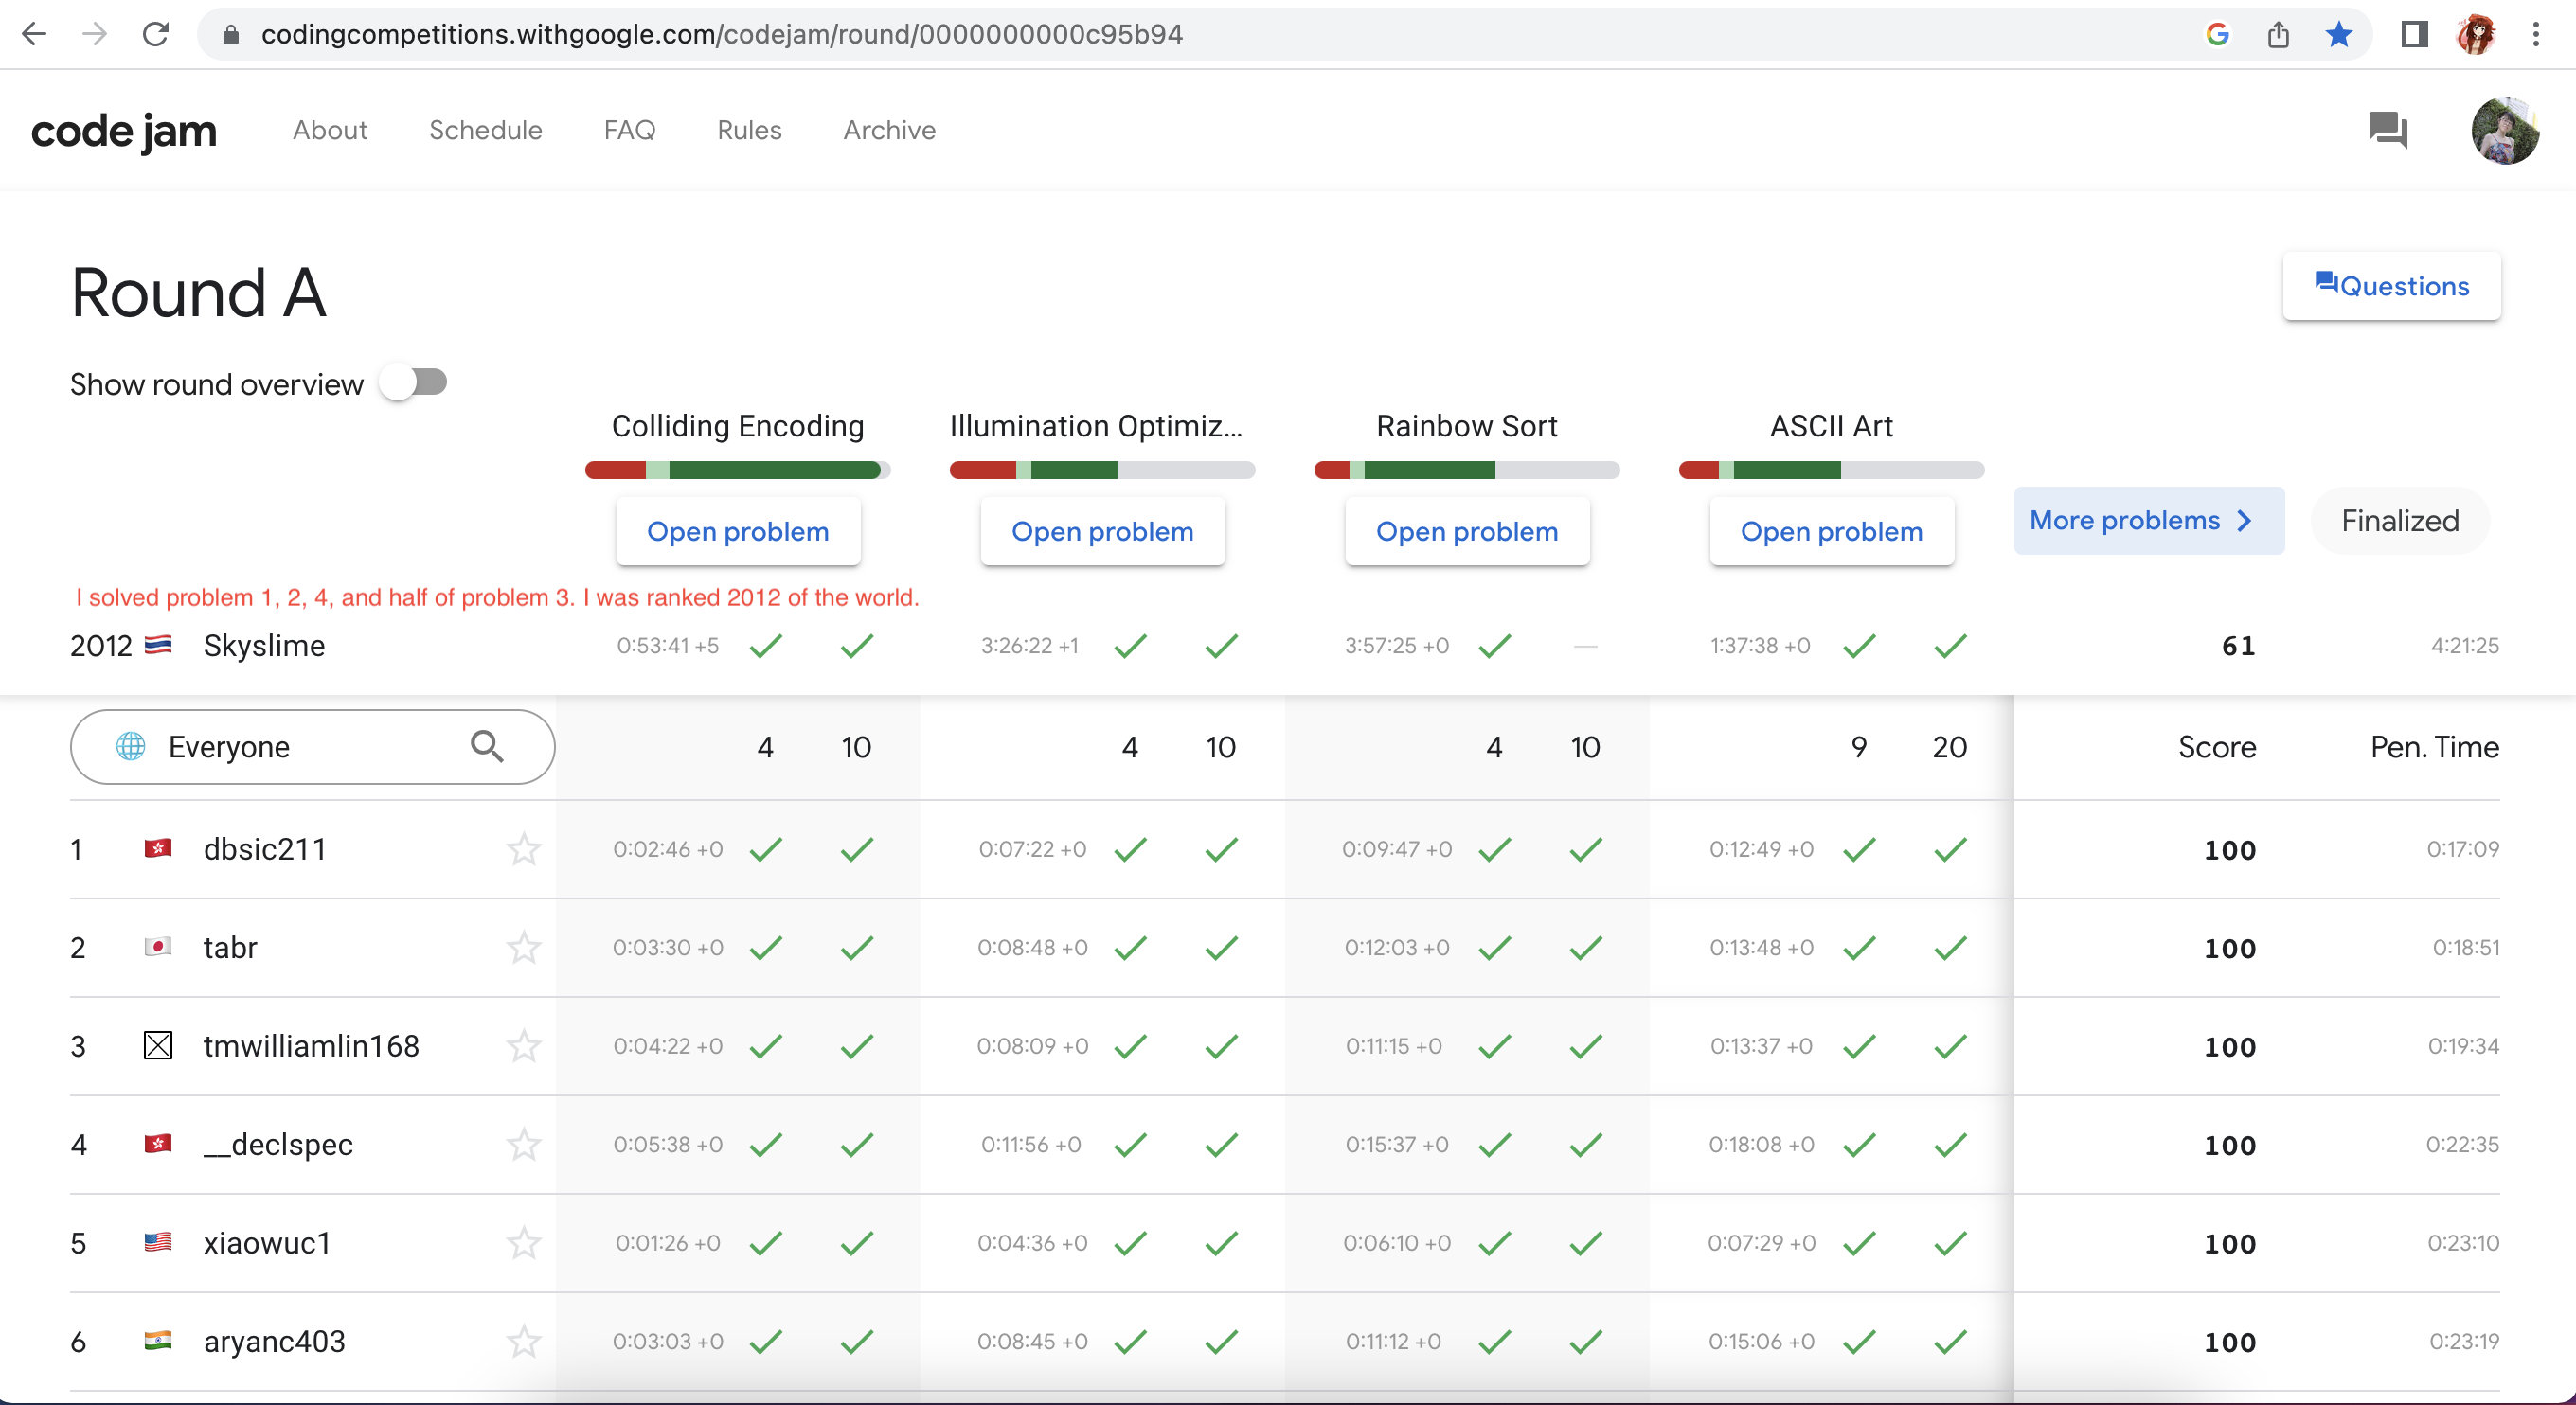 codingcompetitions.withgoogle.com/codejam/round/0000000000c95b94
code jam About Schedule FAQ Rules Archive
Round A
Questions
Show round overview
Colliding Encoding Illumination Optimiz... Rainbow Sort ASCII Art
Open problem Open problem Open problem Open problem More problems Finalized
I solved problem 1, 2, 4, and half of problem 3. I was ranked 2012 of the world.
2012 Skyslime 0:53:41 +5 3:26:22 +1 3:57:25 +0 — 1:37:38 +0 61 4:21:25
Everyone 4 10 4 10 4 10 9 20 Score Pen. Time
1 dbsic211 0:02:46 +0 0:07:22 +0 0:09:47 +0 0:12:49 +0 100 0:17:09
2 tabr 0:03:30 +0 0:08:48 +0 0:12:03 +0 0:13:48 +0 100 0:18:51
3 tmwilliamlin168 0:04:22 +0 0:08:09 +0 0:11:15 +0 0:13:37 +0 100 0:19:34
4 __declspec 0:05:38 +0 0:11:56 +0 0:15:37 +0 0:18:08 +0 100 0:22:35
5 xiaowuc1 0:01:26 +0 0:04:36 +0 0:06:10 +0 0:07:29 +0 100 0:23:10
6 aryanc403 0:03:03 +0 0:08:45 +0 0:11:12 +0 0:15:06 +0 100 0:23:19